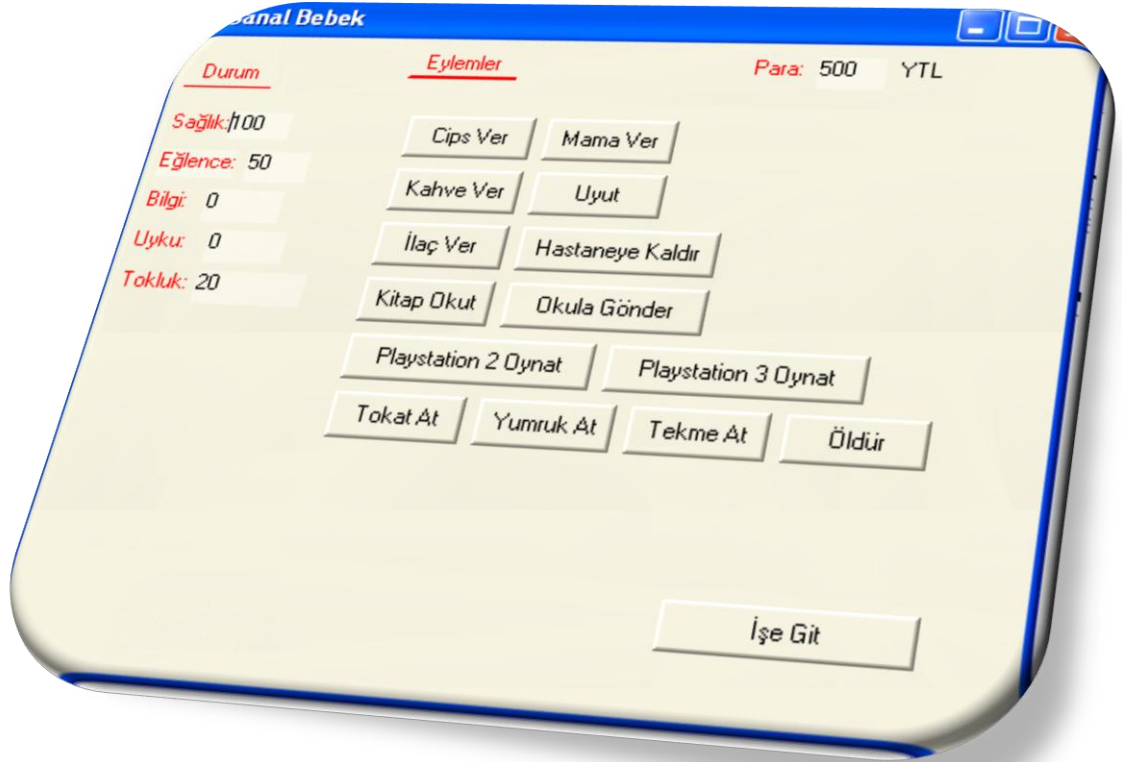 Sanal Bebek
Durum Eylemler Para: 500 YTL
Sağlık: 100
Eğlence: 50
Bilgi: 0
Uyku: 0
Tokluk: 20
Cips Ver Mama Ver
Kahve Ver Uyut
İlaç Ver Hastaneye Kaldır
Kitap Okut Okula Gönder
Playstation 2 Oynat Playstation 3 Oynat
Tokat At Yumruk At Tekme At Öldür
İşe Git